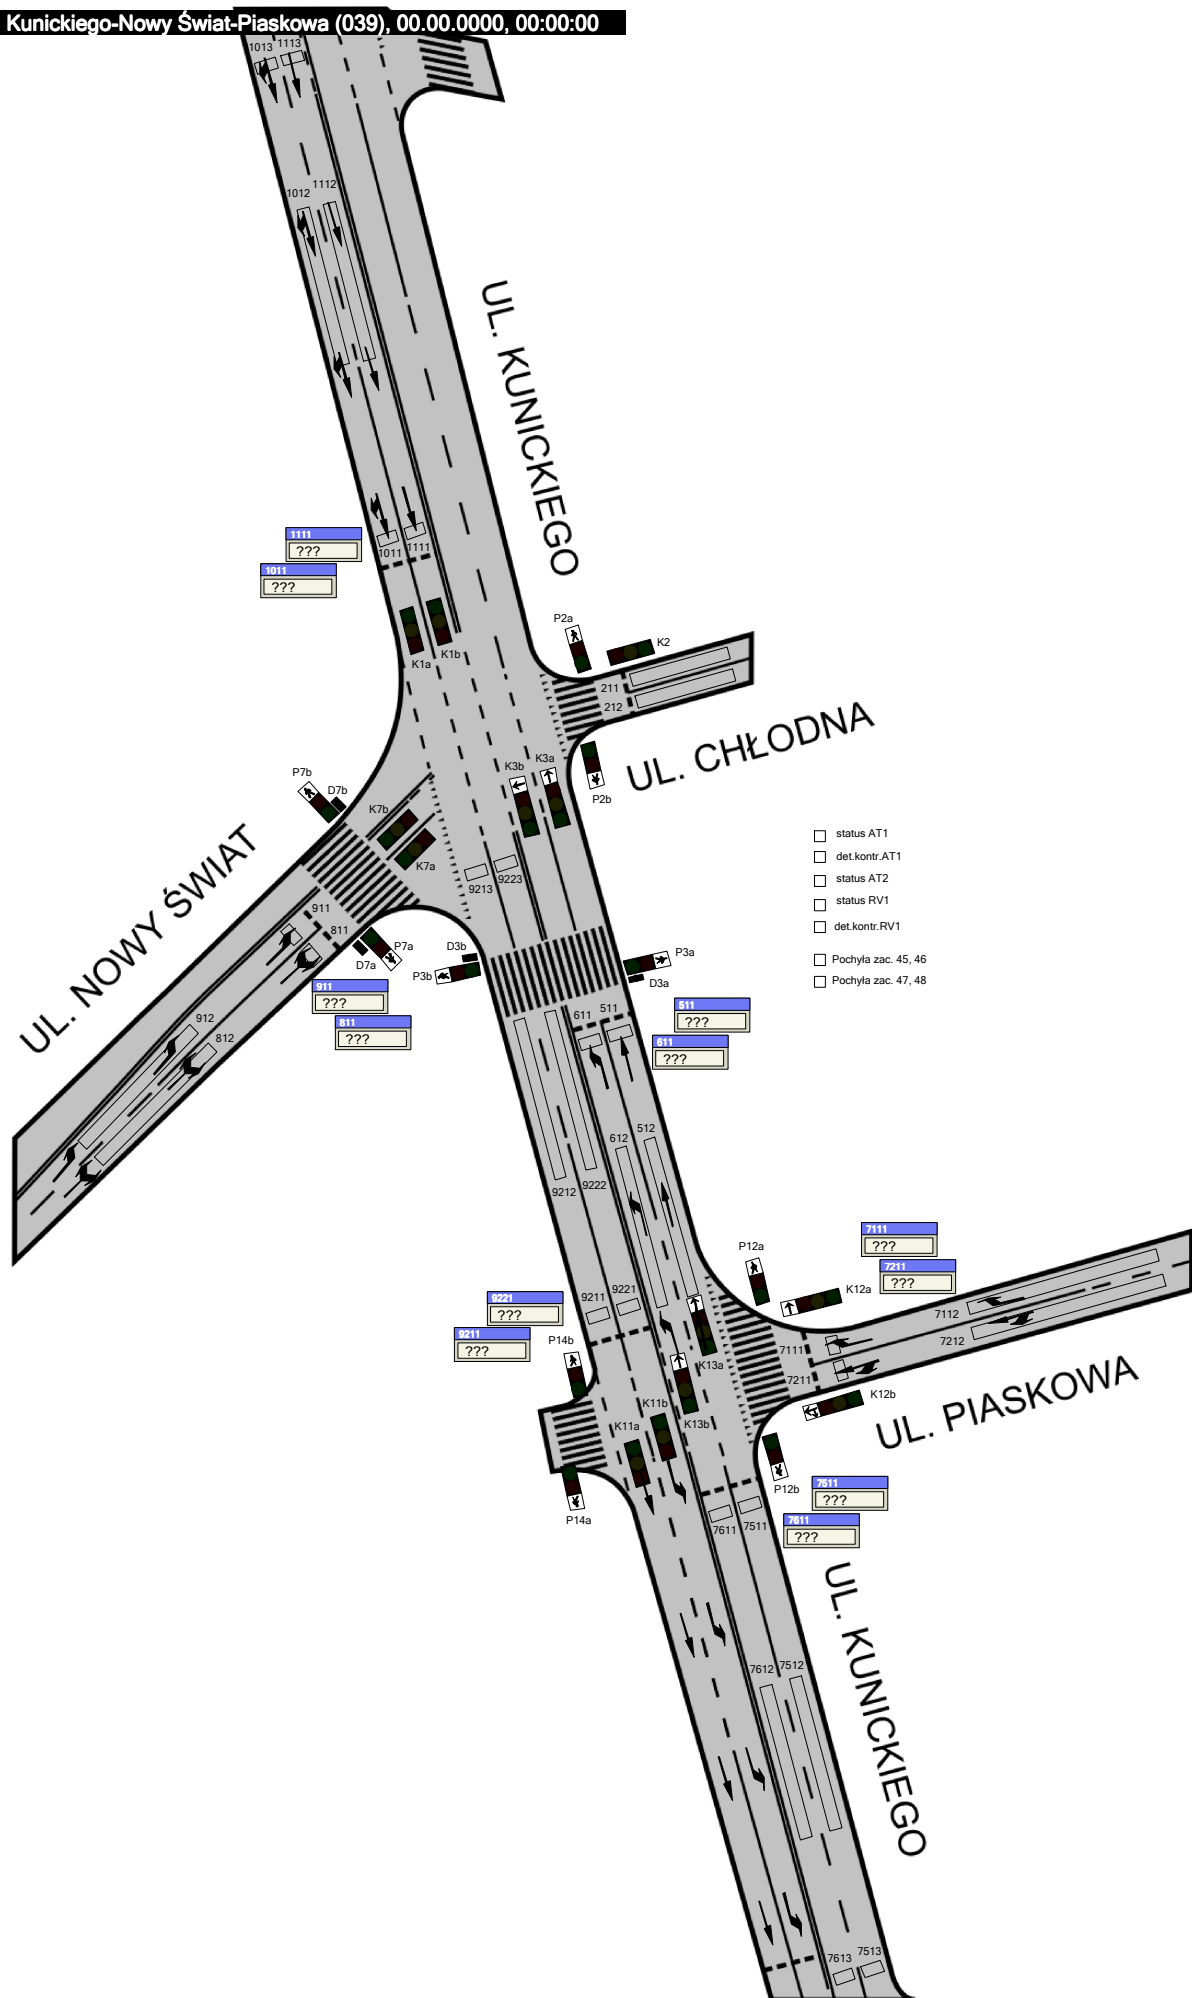 Kunickiego-Nowy Świat-Piaskowa (039), 00.00.0000, 00:00:00
1013
1113
1012
1112
UL. KUNICKIEGO
1111
???
1011
???
1011
1111
K1a
K1b
P2a
K2
211
212
UL. CHŁODNA
K3b
K3a
P2b
P7b
D7b
K7b
K7a
9213
9223
UL. NOWY ŚWIAT
911
811
D7a
P7a
D3b
P3b
P3a
D3a
status AT1
det.kontr.AT1
status AT2
status RV1
det.kontr.RV1
Pochyła zac. 45, 46
Pochyła zac. 47, 48
911
???
811
???
912
812
611
511
511
???
611
???
612
512
9212
9222
P12a
7111
???
7211
???
K12a
9221
???
9211
???
9211
9221
P14b
7112
7212
7111
7211
K13a
K13b
K11b
K11a
K12b
UL. PIASKOWA
P12b
P14a
7611
7511
7511
???
7611
???
UL. KUNICKIEGO
7612
7512
7613
7513